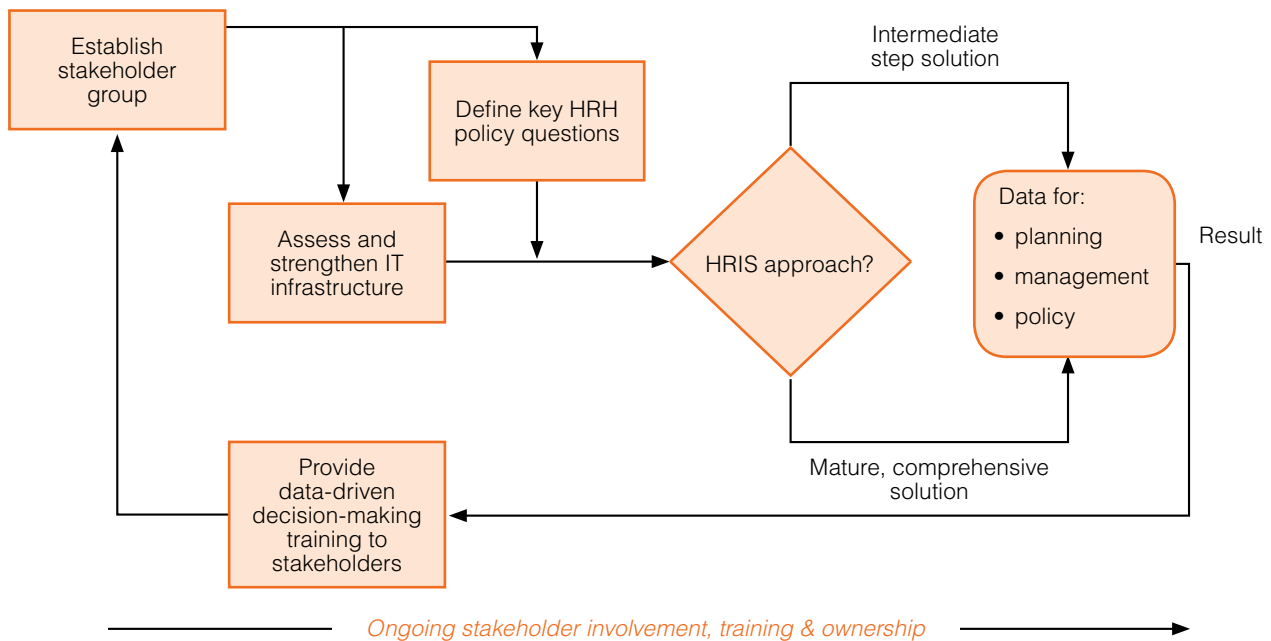 Establish
stakeholder
group
Define key HRH
policy questions
Assess and
strengthen IT
infrastructure
HRIS approach?
Intermediate
step solution
Mature, comprehensive
solution
Data for:
• planning
• management
• policy
Result
Provide
data-driven
decision-making
training to
stakeholders
Ongoing stakeholder involvement, training & ownership